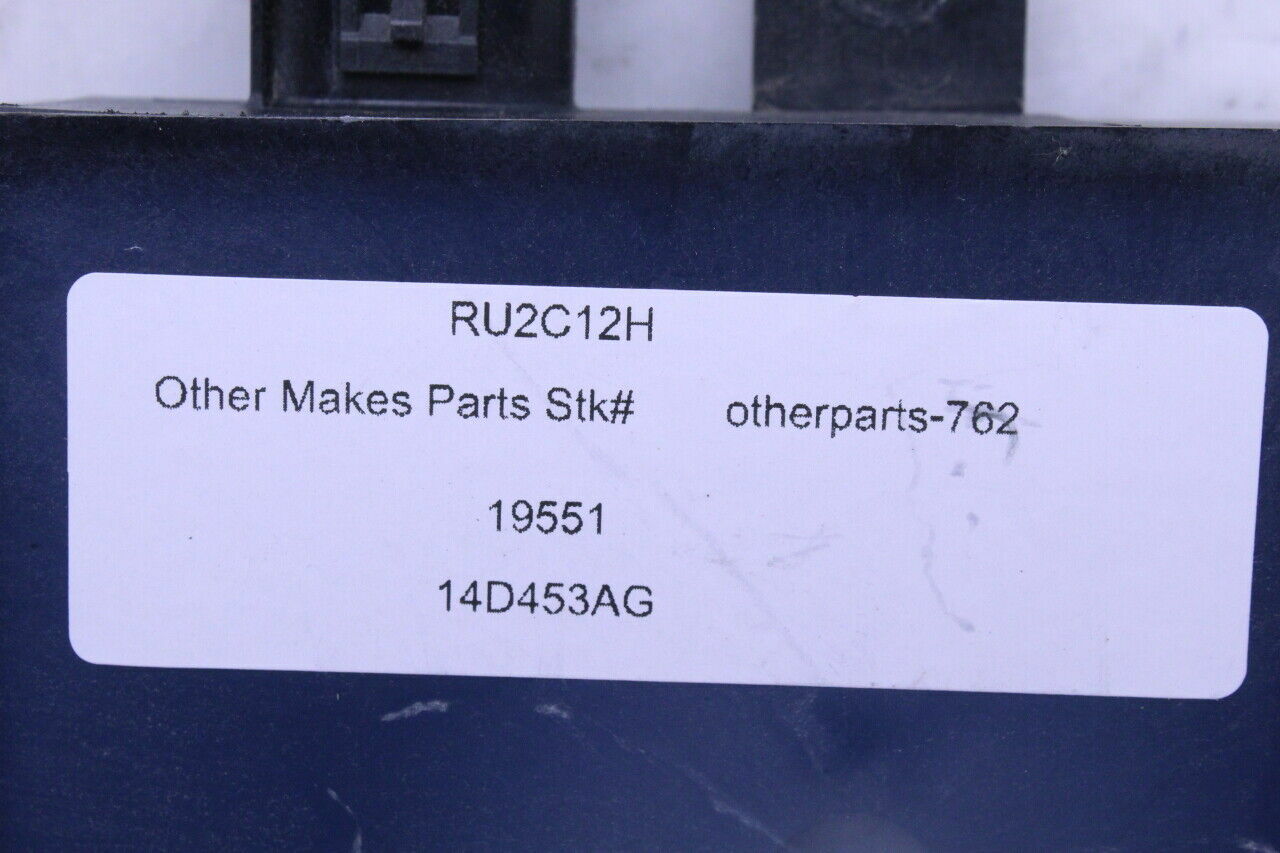 RU2C12H
Other Makes Parts Stk# otherparts-762
19551
14D453AG